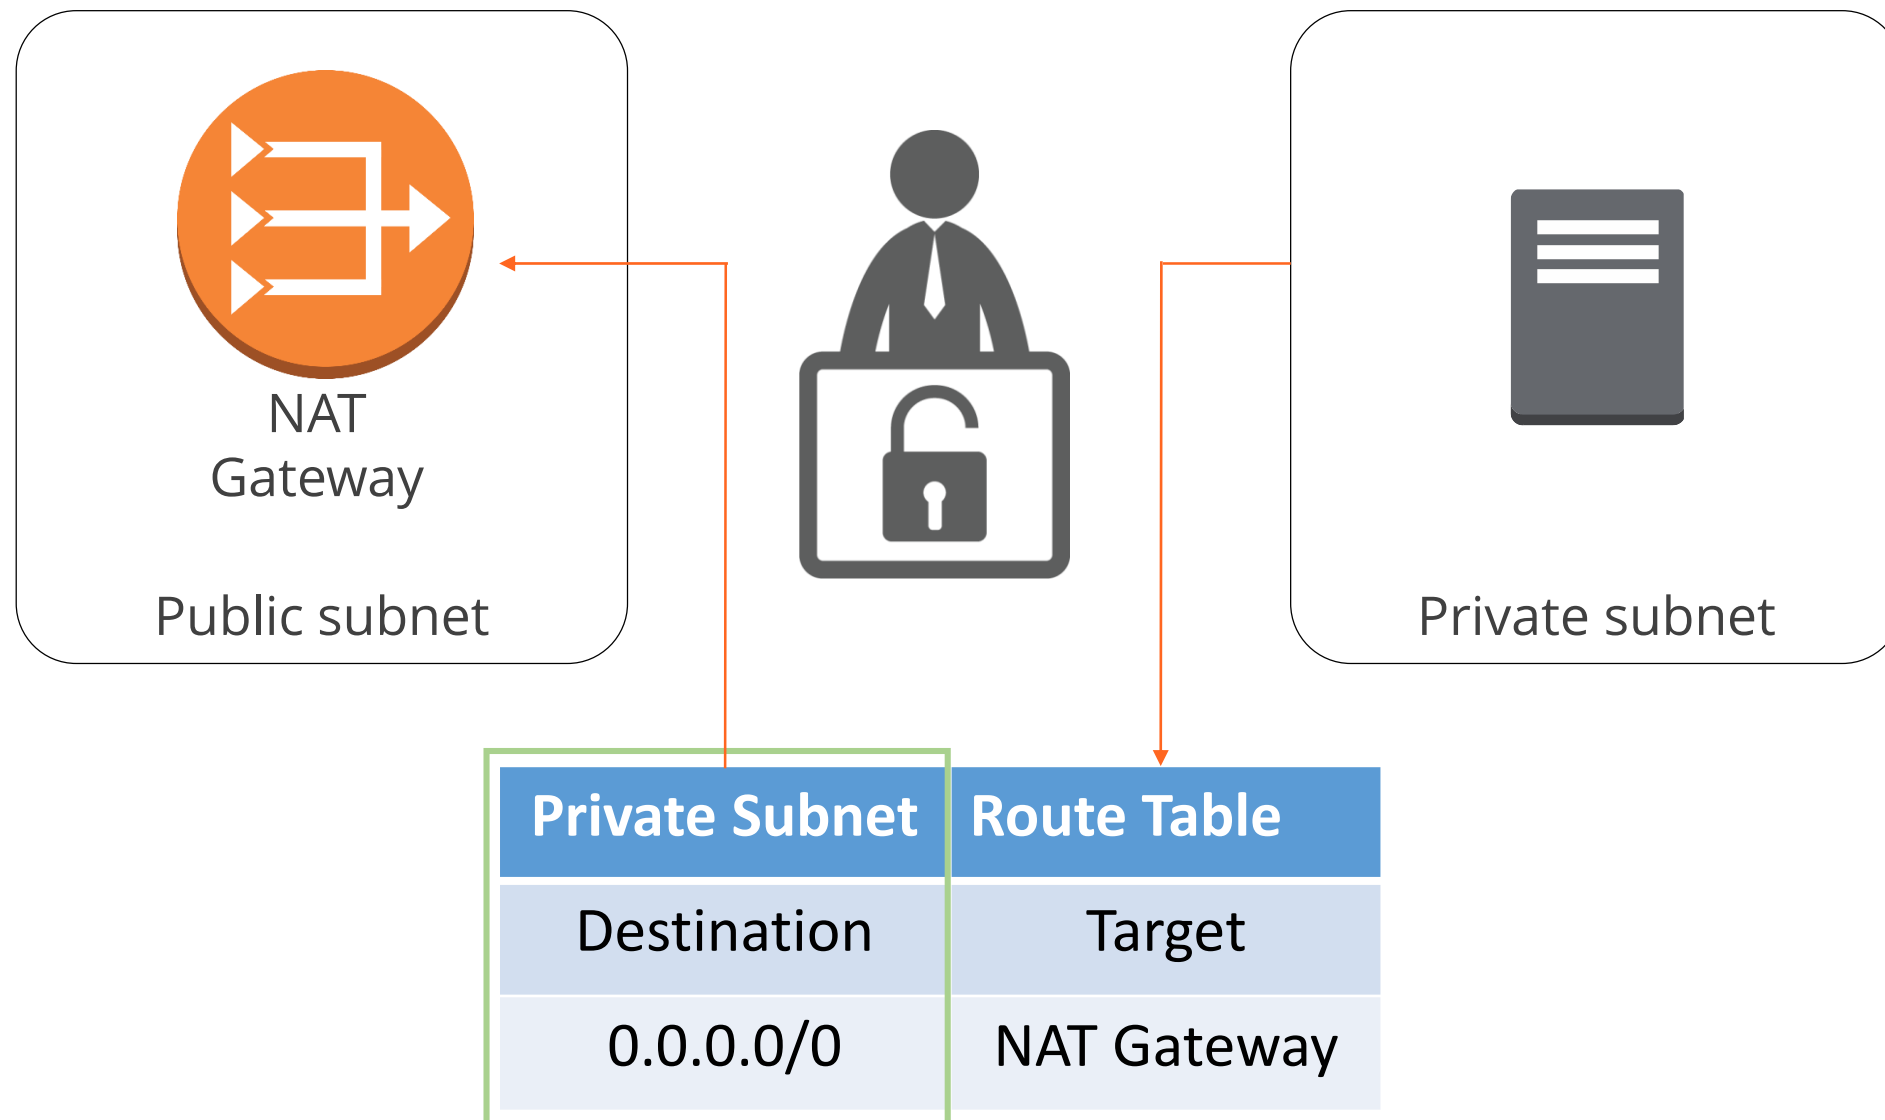 NAT
Gateway
Public subnet
Private subnet
Private Subnet Route Table
Destination Target
0.0.0.0/0 NAT Gateway